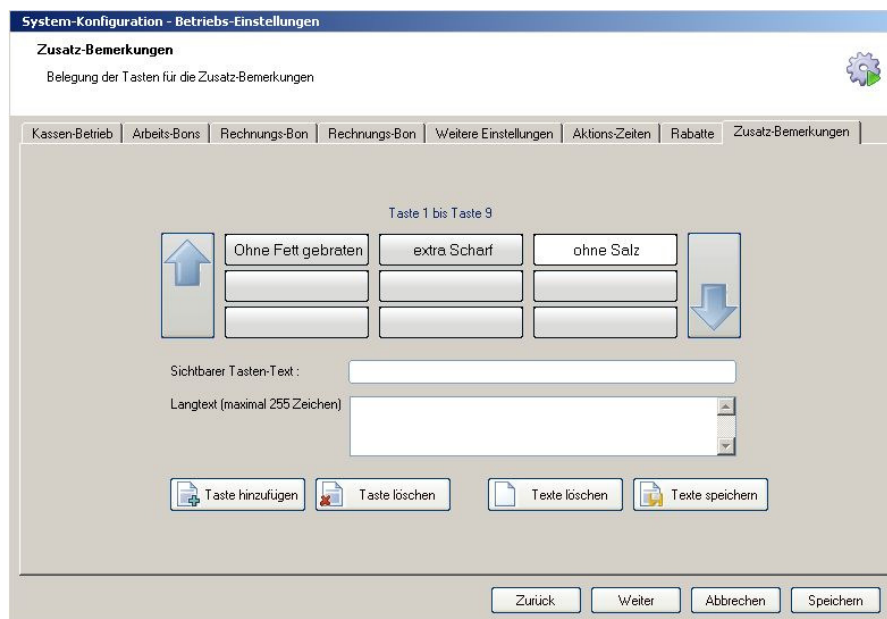 System-Konfiguration - Betriebs-Einstellungen
Zusatz-Bemerkungen
Belegung der Tasten für die Zusatz-Bemerkungen
Kassen-Betrieb Arbeits-Bons Rechnungs-Bon Rechnungs-Bon Weitere Einstellungen Aktions-Zeiten Rabatte Zusatz-Bemerkungen
Taste 1 bis Taste 9
Ohne Fett gebraten extra Scharf ohne Salz
Sichtbarer Tasten-Text :
Langtext (maximal 255 Zeichen)
Taste hinzufügen Taste löschen Texte löschen Texte speichern
Zurück Weiter Abbrechen Speichern